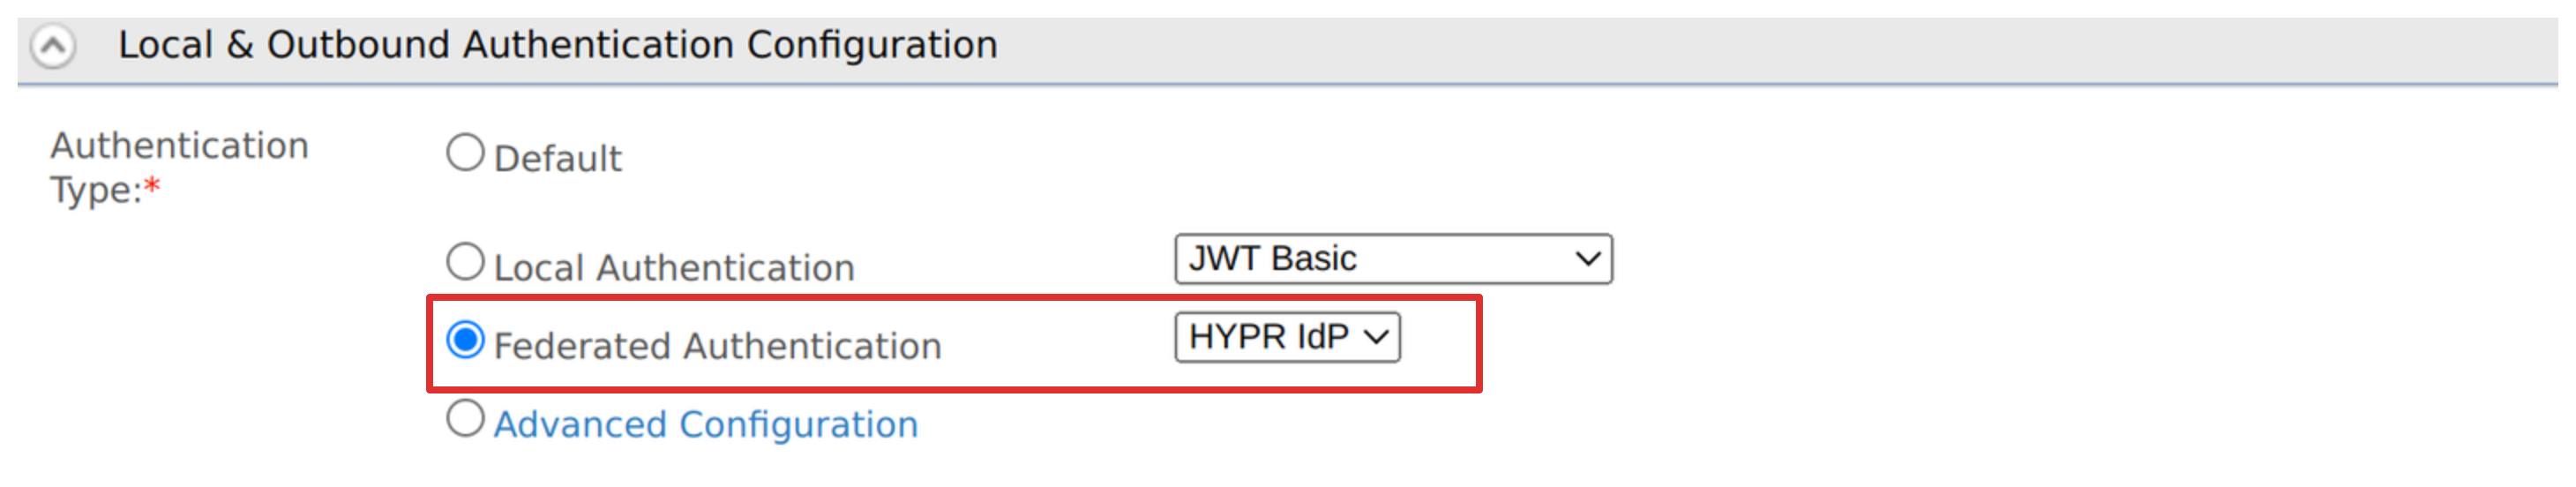 Local & Outbound Authentication Configuration
Authentication
Type:*
Default
Local Authentication
JWT Basic
Federated Authentication
HYPR IdP
Advanced Configuration